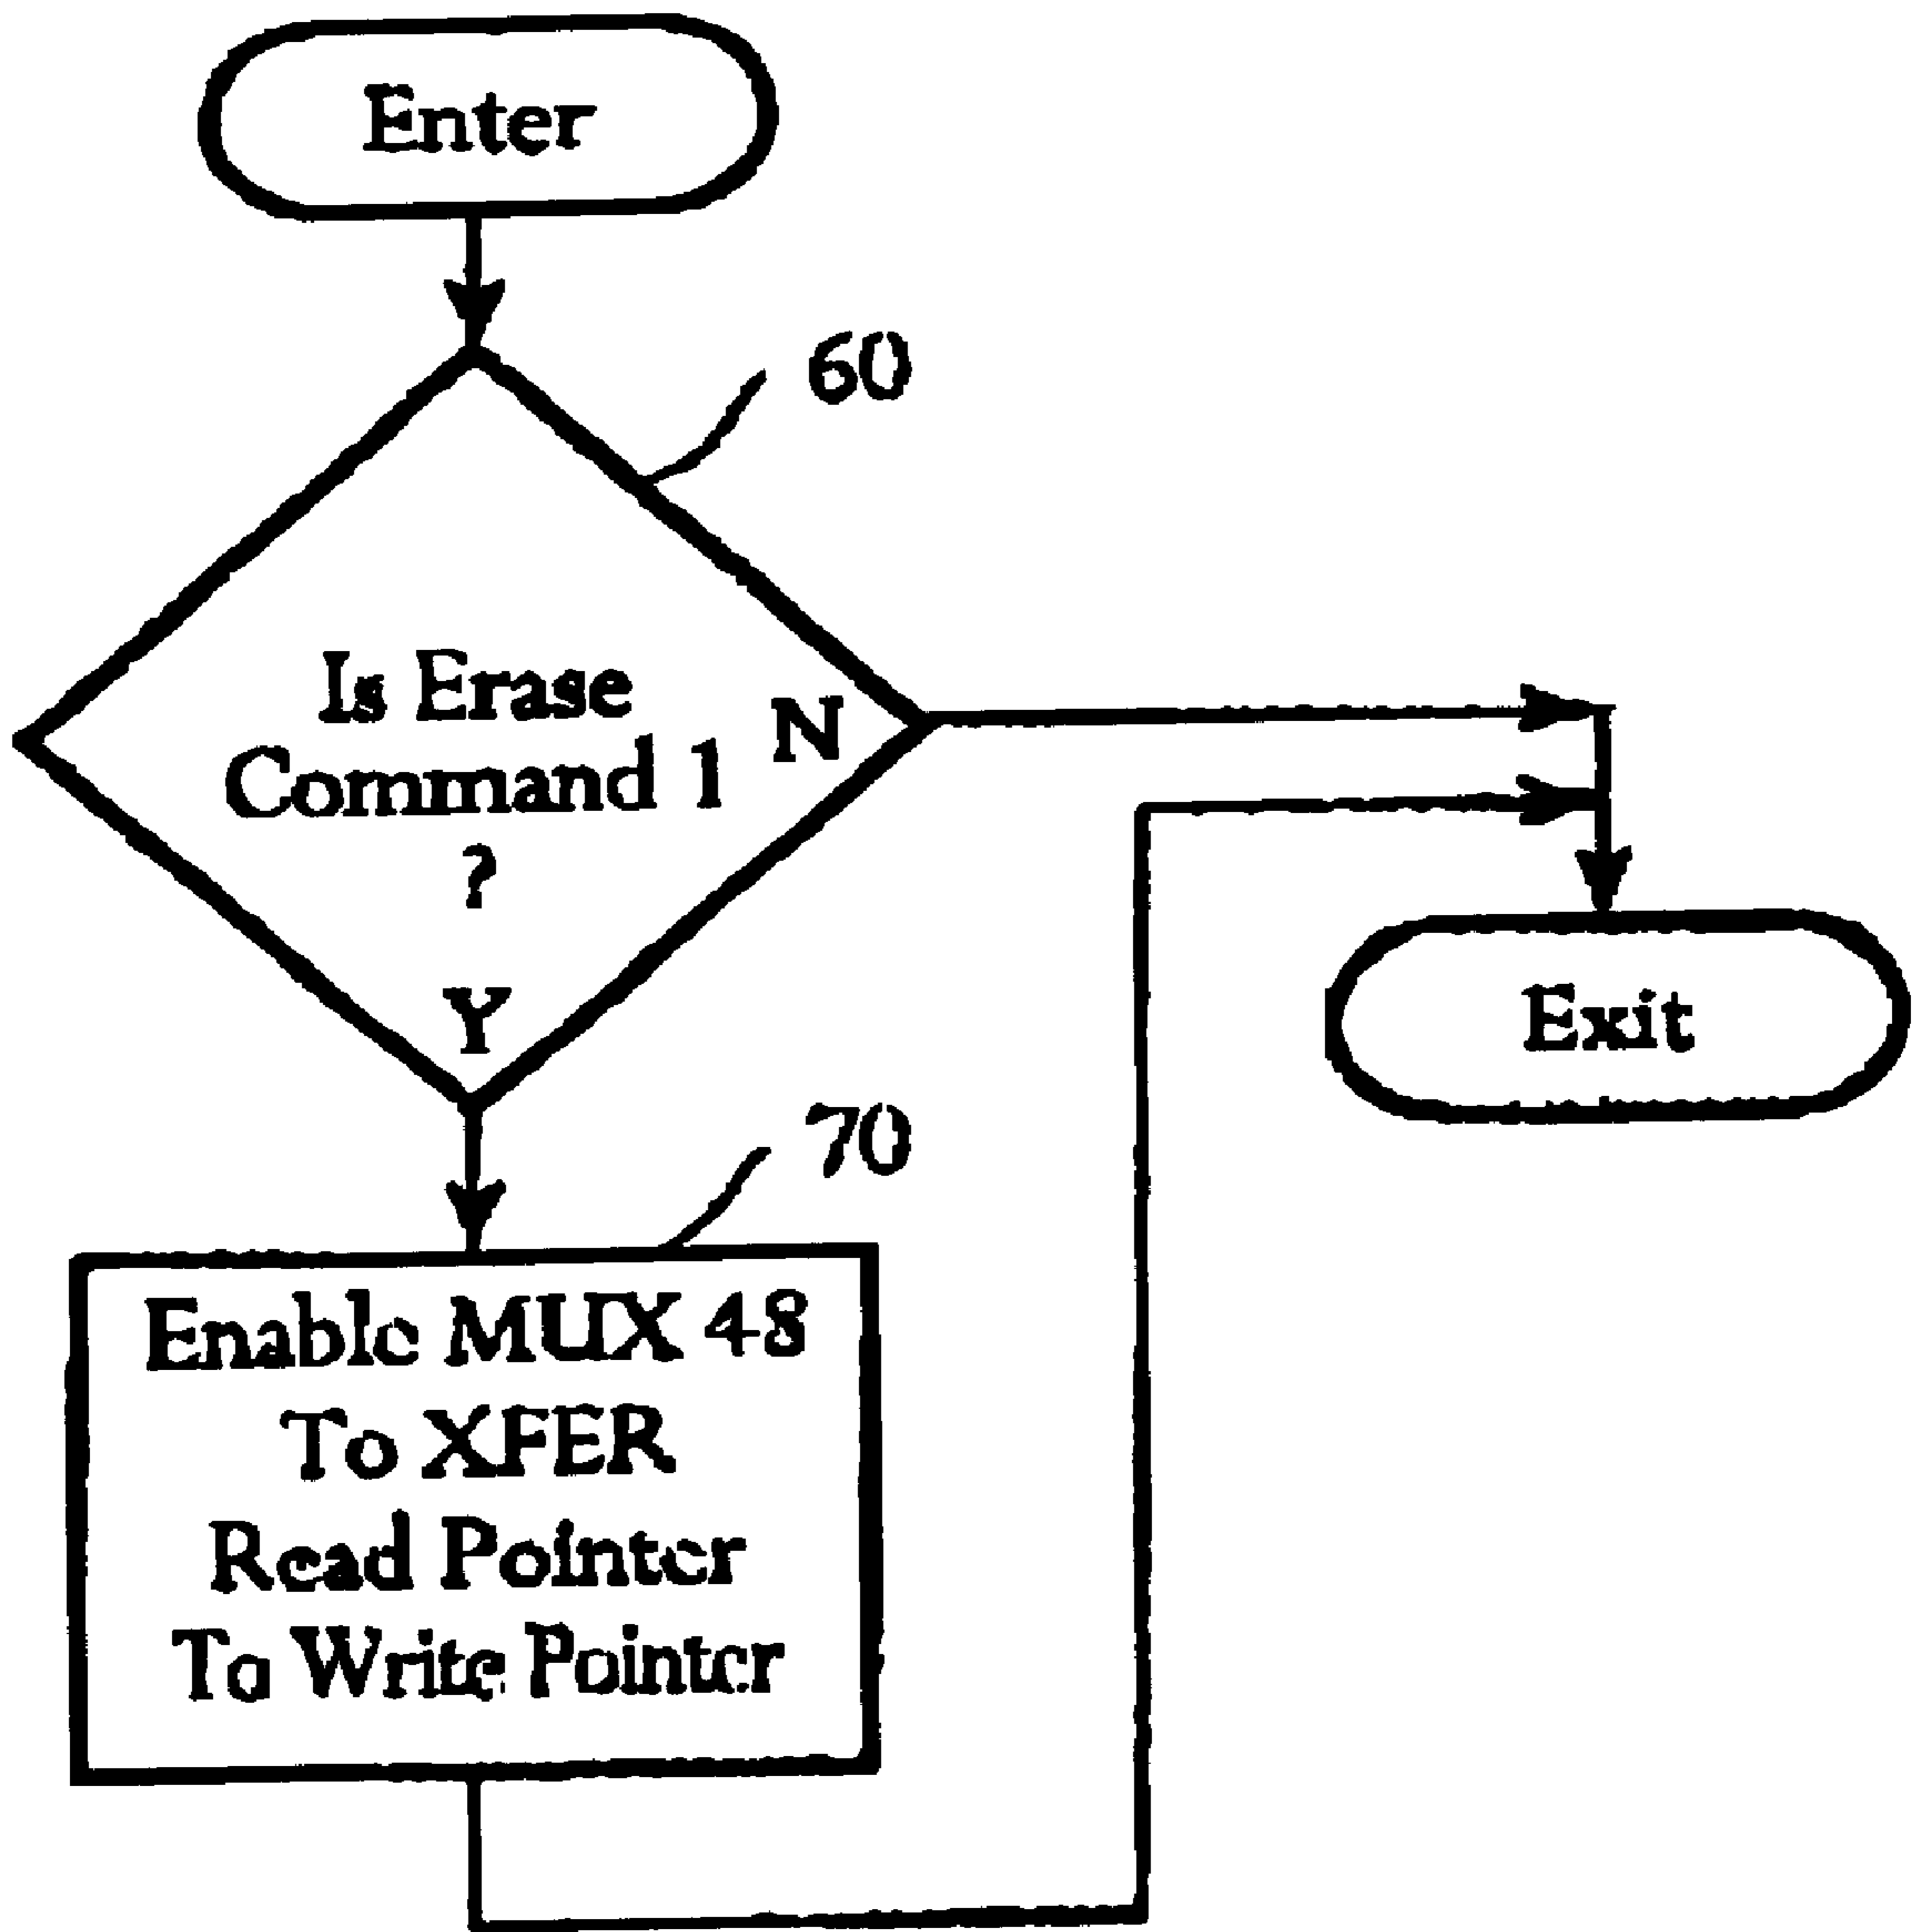 Enter
60
Is Erase
Command 1
?
N
Y
Exit
70
Enable MUX 48
To XFER
Read Pointer
To Write Pointer